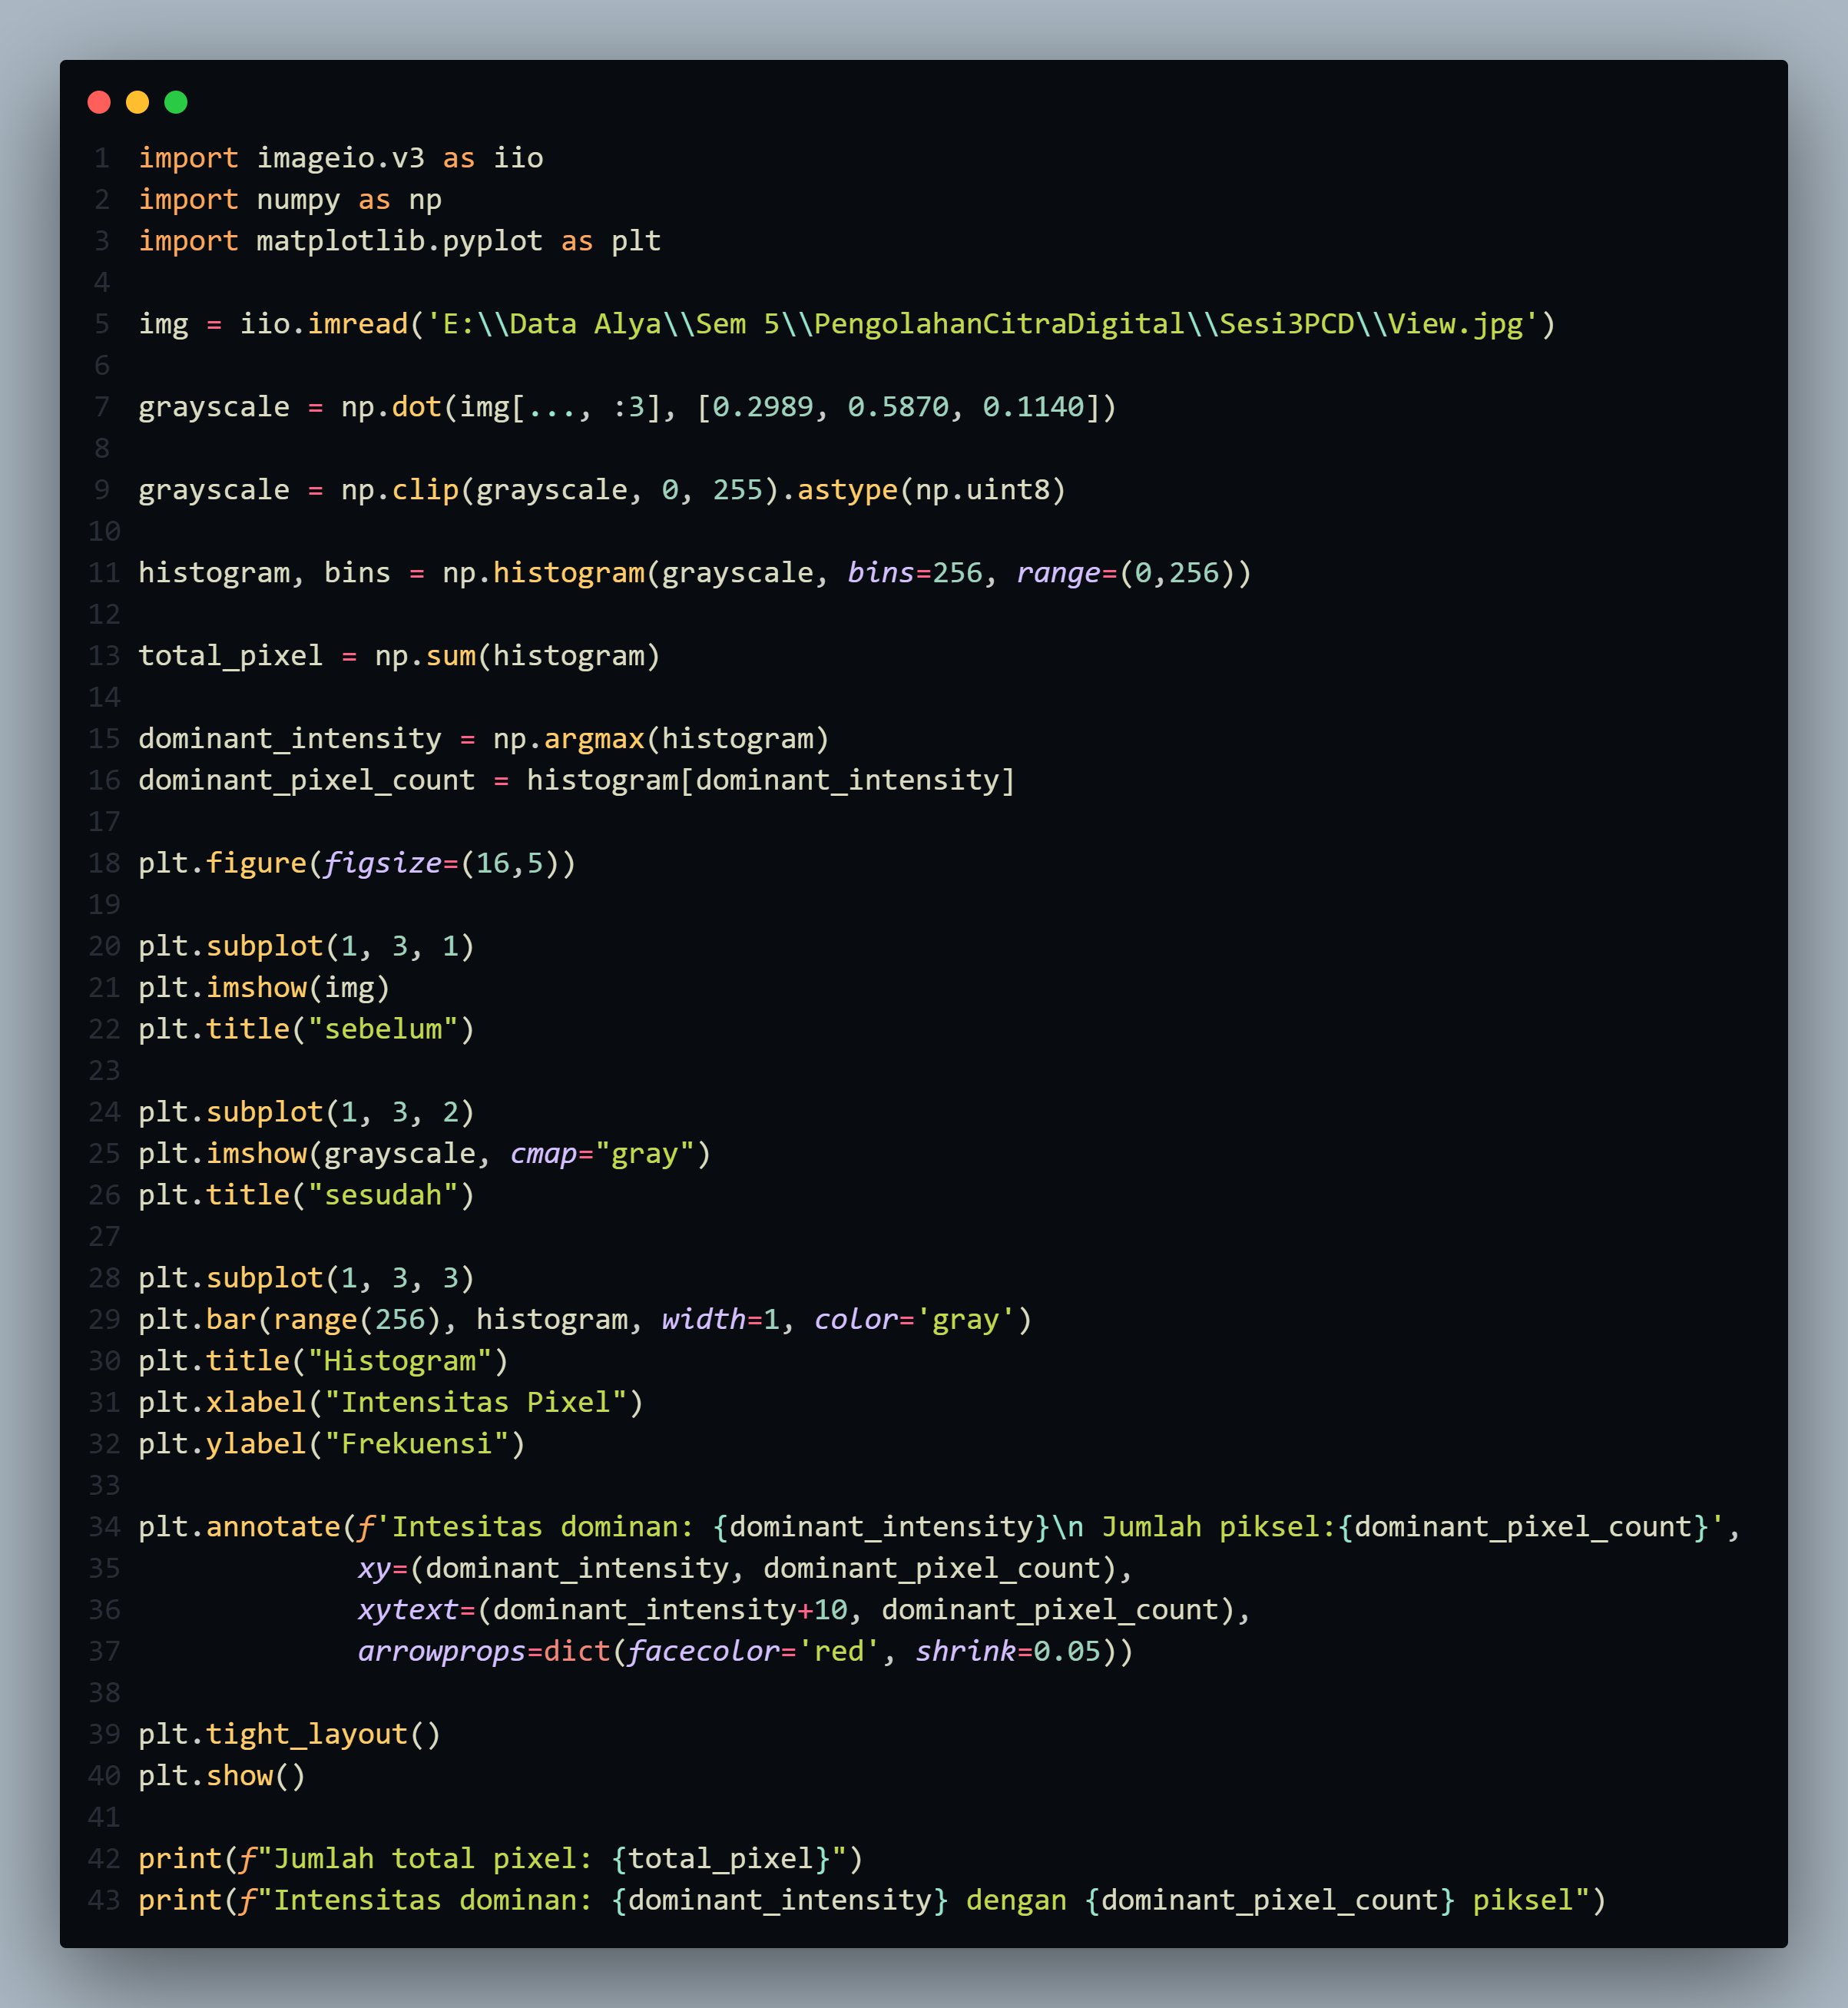 1 import imageio.v3 as iio
2 import numpy as np
3 import matplotlib.pyplot as plt
4
5 img = iio.imread('E:\\Data Alya\\Sem 5\\PengolahanCitraDigital\\Sesi3PCD\\View.jpg')
6
7 grayscale = np.dot(img[..., :3], [0.2989, 0.5870, 0.1140])
8
9 grayscale = np.clip(grayscale, 0, 255).astype(np.uint8)
10
11 histogram, bins = np.histogram(grayscale, bins=256, range=(0,256))
12
13 total_pixel = np.sum(histogram)
14
15 dominant_intensity = np.argmax(histogram)
16 dominant_pixel_count = histogram[dominant_intensity]
17
18 plt.figure(figsize=(16,5))
19
20 plt.subplot(1, 3, 1)
21 plt.imshow(img)
22 plt.title("sebelum")
23
24 plt.subplot(1, 3, 2)
25 plt.imshow(grayscale, cmap="gray")
26 plt.title("sesudah")
27
28 plt.subplot(1, 3, 3)
29 plt.bar(range(256), histogram, width=1, color='gray')
30 plt.title("Histogram")
31 plt.xlabel("Intensitas Pixel")
32 plt.ylabel("Frekuensi")
33
34 plt.annotate(f'Intesitas dominan: {dominant_intensity}\n Jumlah piksel:{dominant_pixel_count}',
35              xy=(dominant_intensity, dominant_pixel_count),
36              xytext=(dominant_intensity+10, dominant_pixel_count),
37              arrowprops=dict(facecolor='red', shrink=0.05))
38
39 plt.tight_layout()
40 plt.show()
41
42 print(f"Jumlah total pixel: {total_pixel}")
43 print(f"Intensitas dominan: {dominant_intensity} dengan {dominant_pixel_count} piksel")